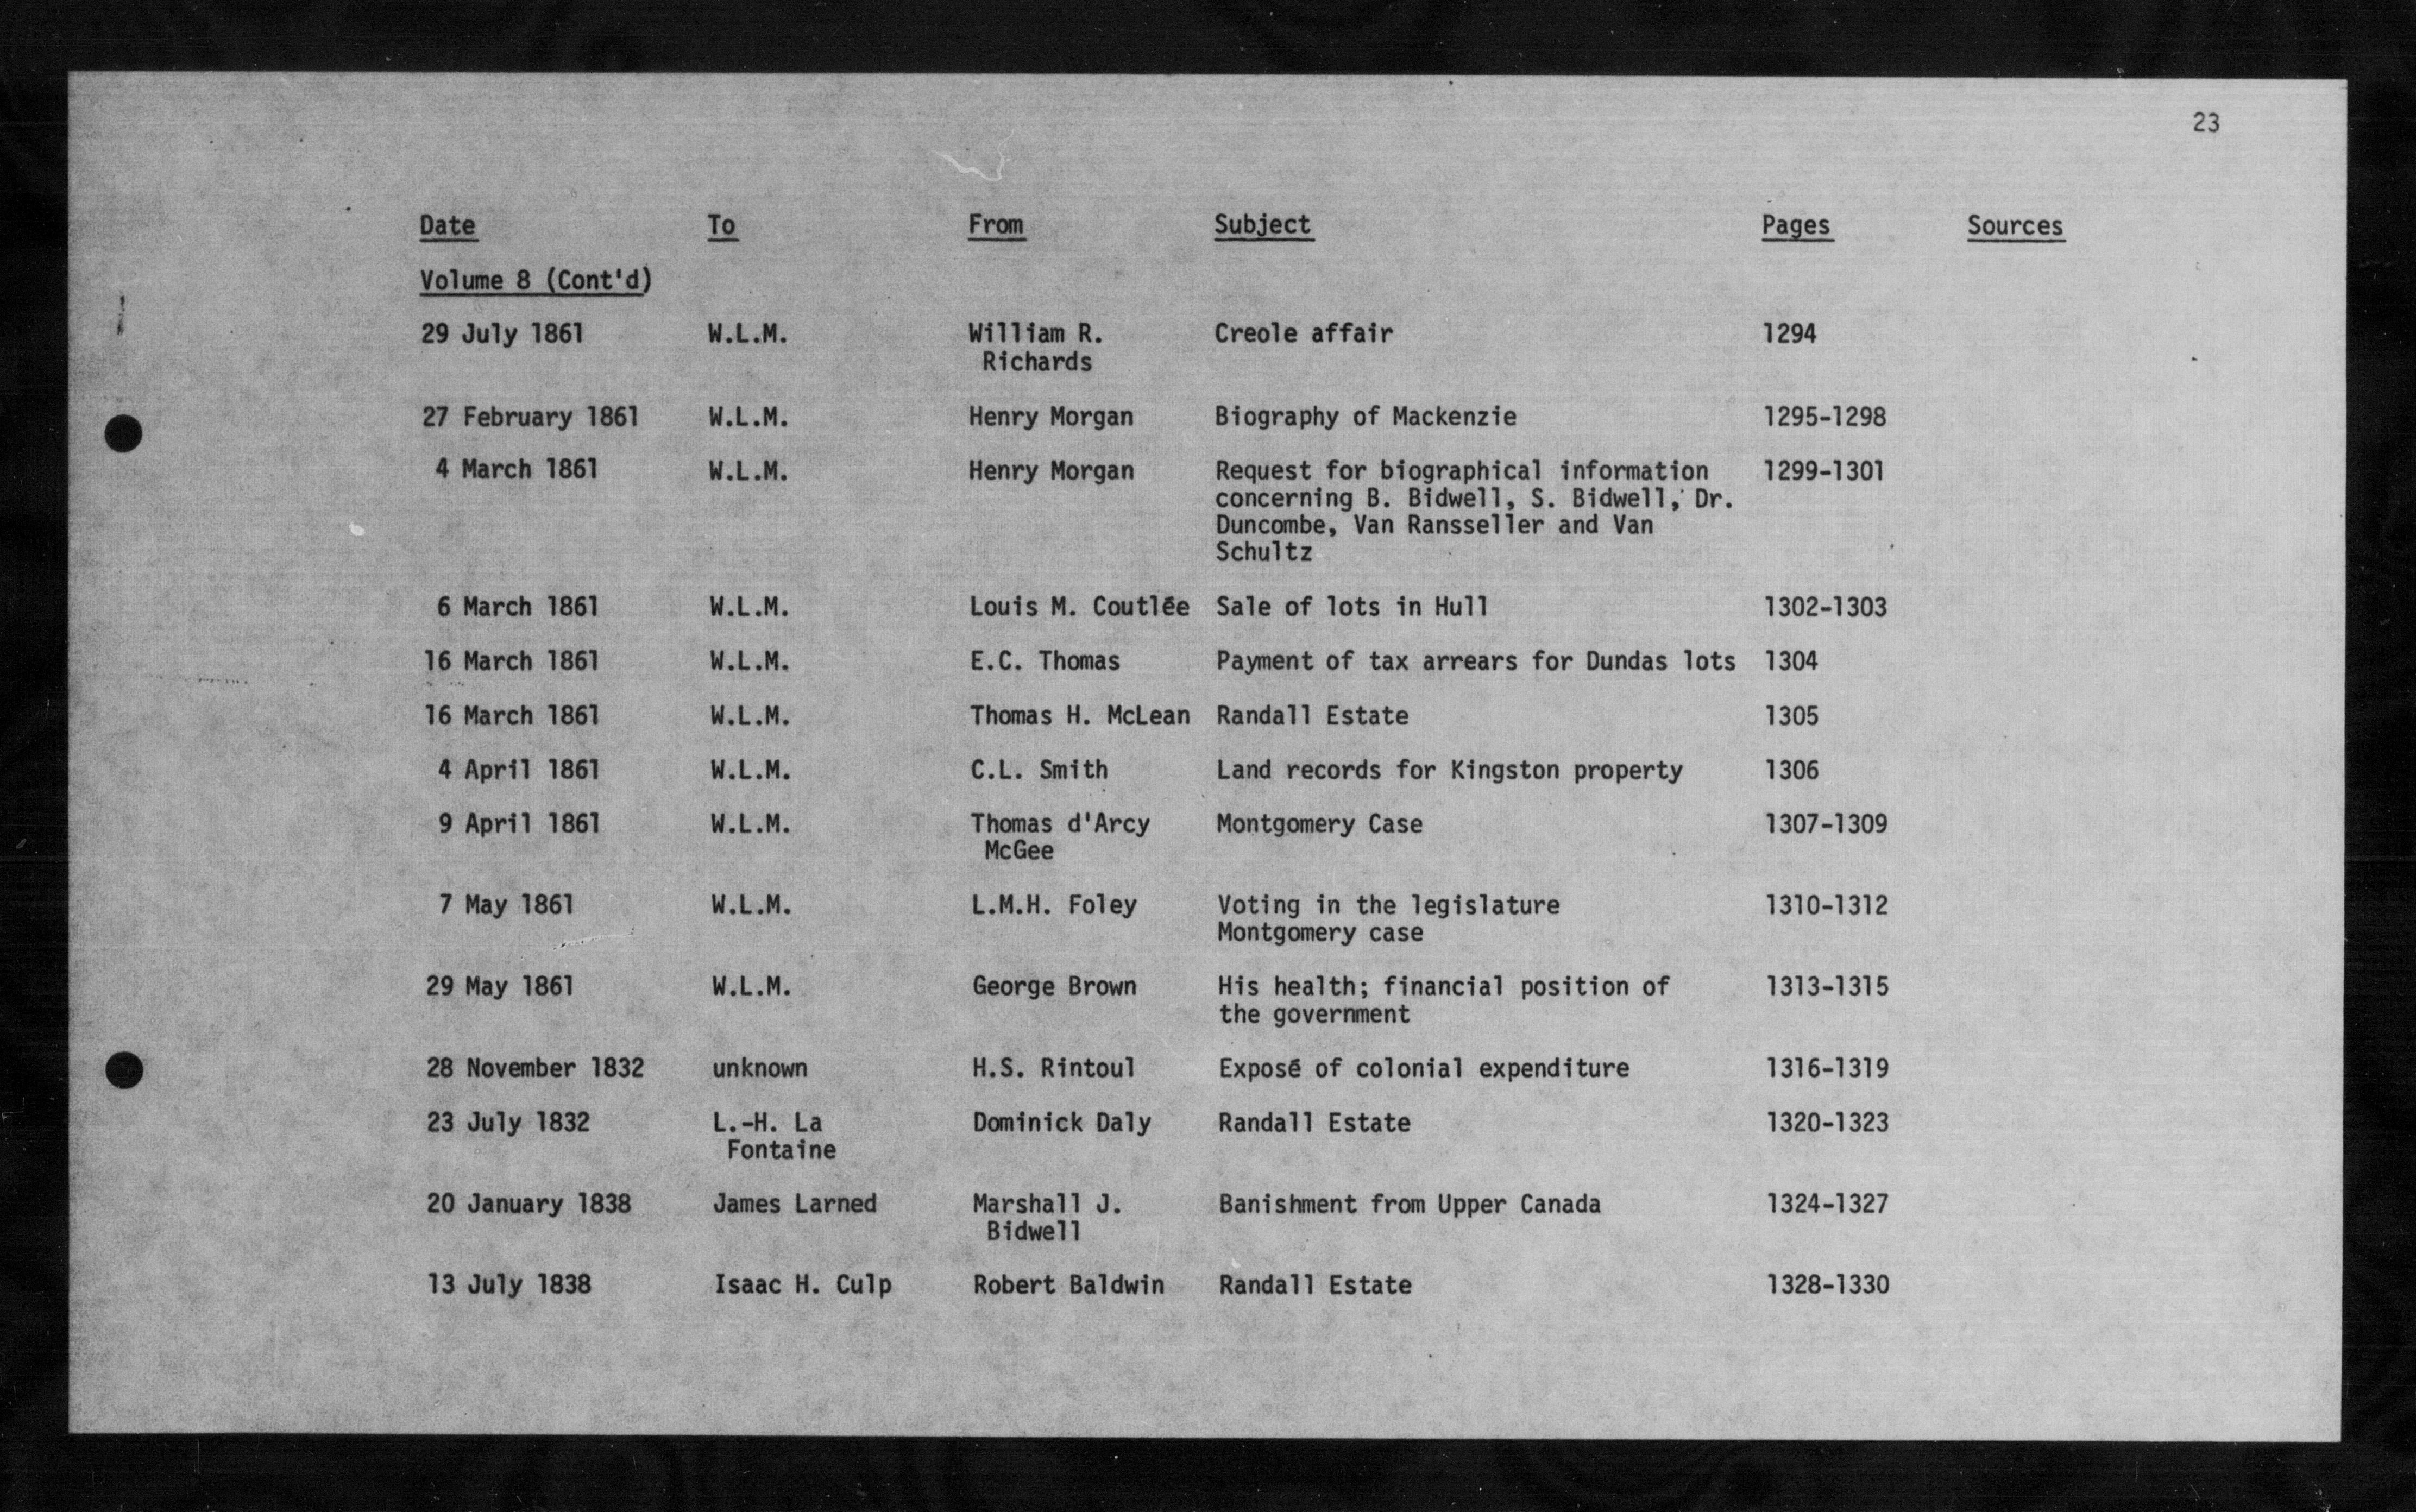 23
Date To From Subject Pages Sources
Volume 8 (Cont'd)
29 July 1861 W.L.M. William R. Creole affair 1294
Richards
27 February 1861 W.L.M. Henry Morgan Biography of Mackenzie 1295-1298
4 March 1861 W.L.M. Henry Morgan Request for biographical information 1299-1301
concerning B. Bidwell, S. Bidwell, Dr.
Duncombe, Van Ransseller and Van
Schultz
6 March 1861 W.L.M. Louis M. Coutlée Sale of lots in Hull 1302-1303
16 March 1861 W.L.M. E.C. Thomas Payment of tax arrears for Dundas lots 1304
16 March 1861 W.L.M. Thomas H. McLean Randall Estate 1305
4 April 1861 W.L.M. C.L. Smith Land records for Kingston property 1306
9 April 1861 W.L.M. Thomas d'Arcy Montgomery Case 1307-1309
McGee
7 May 1861 W.L.M. L.M.H. Foley Voting in the legislature 1310-1312
Montgomery case
29 May 1861 W.L.M. George Brown His health; financial position of 1313-1315
the government
28 November 1832 unknown H.S. Rintoul Exposé of colonial expenditure 1316-1319
23 July 1832 L.-H. La Dominick Daly Randall Estate 1320-1323
Fontaine
20 January 1838 James Larned Marshall J. Banishment from Upper Canada 1324-1327
Bidwell
13 July 1838 Isaac H. Culp Robert Baldwin Randall Estate 1328-1330